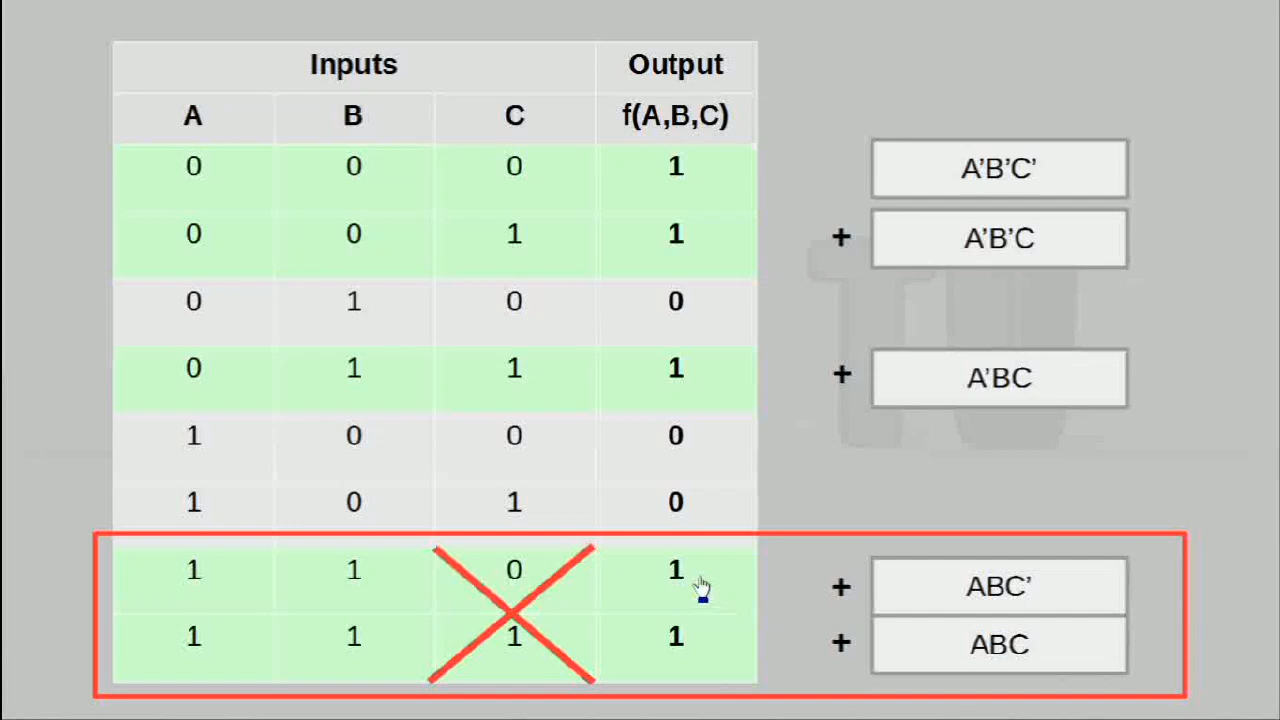 Inputs Output
A B C f(A,B,C)
0 0 0 1 A’B’C’
0 0 1 1 + A’B’C
0 1 0 0
0 1 1 1 + A’BC
1 0 0 0
1 0 1 0
1 1 0 1 + ABC’
1 1 1 1 + ABC